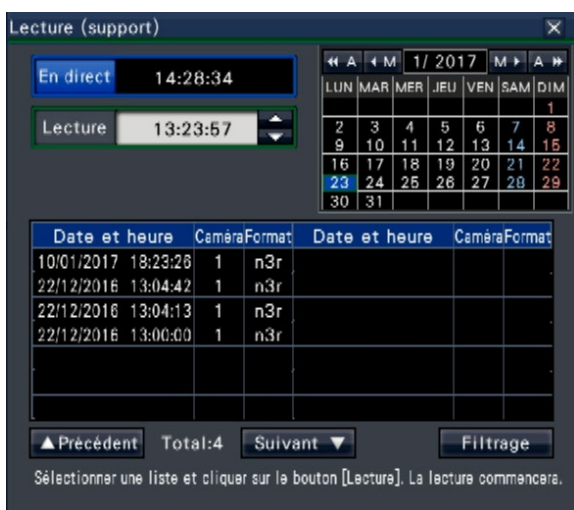 Lecture (support)
En direct 14:28:34
Lecture 13:23:57
A M 1/ 2017 M A
LUN MAR MER JEU VEN SAM DIM
1
2 3 4 5 6 7 8
9 10 11 12 13 14 15
16 17 18 19 20 21 22
23 24 25 26 27 28 29
30 31
Date et heure Caméra Format Date et heure Caméra Format
10/01/2017 18:23:26 1 n3r
22/12/2016 13:04:42 1 n3r
22/12/2016 13:04:13 1 n3r
22/12/2016 13:00:00 1 n3r
▲Précédent Total:4 Suivant ▼ Filtrage
Sélectionner une liste et cliquer sur le bouton [Lecture]. La lecture commencera.